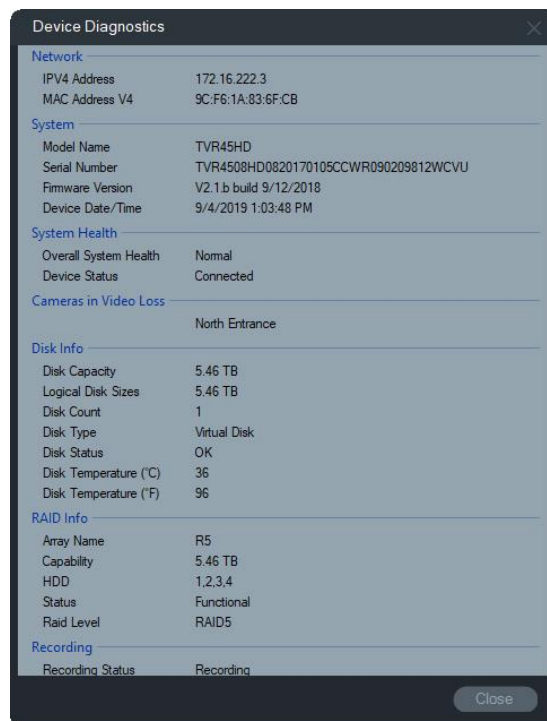 Device Diagnostics
Network
IPV4 Address 172.16.222.3
MAC Address V4 9C:F6:1A:83:6F:CB
System
Model Name TVR45HD
Serial Number TVR4508HD0820170105CCWR090209812WCVU
Firmware Version V2.1.b build 9/12/2018
Device Date/Time 9/4/2019 1:03:48 PM
System Health
Overall System Health Normal
Device Status Connected
Cameras in Video Loss
North Entrance
Disk Info
Disk Capacity 5.46 TB
Logical Disk Sizes 5.46 TB
Disk Count 1
Disk Type Virtual Disk
Disk Status OK
Disk Temperature (°C) 36
Disk Temperature (°F) 96
RAID Info
Array Name R5
Capability 5.46 TB
HDD 1,2,3,4
Status Functional
Raid Level RAID5
Recording
Recording Status Recording
Close